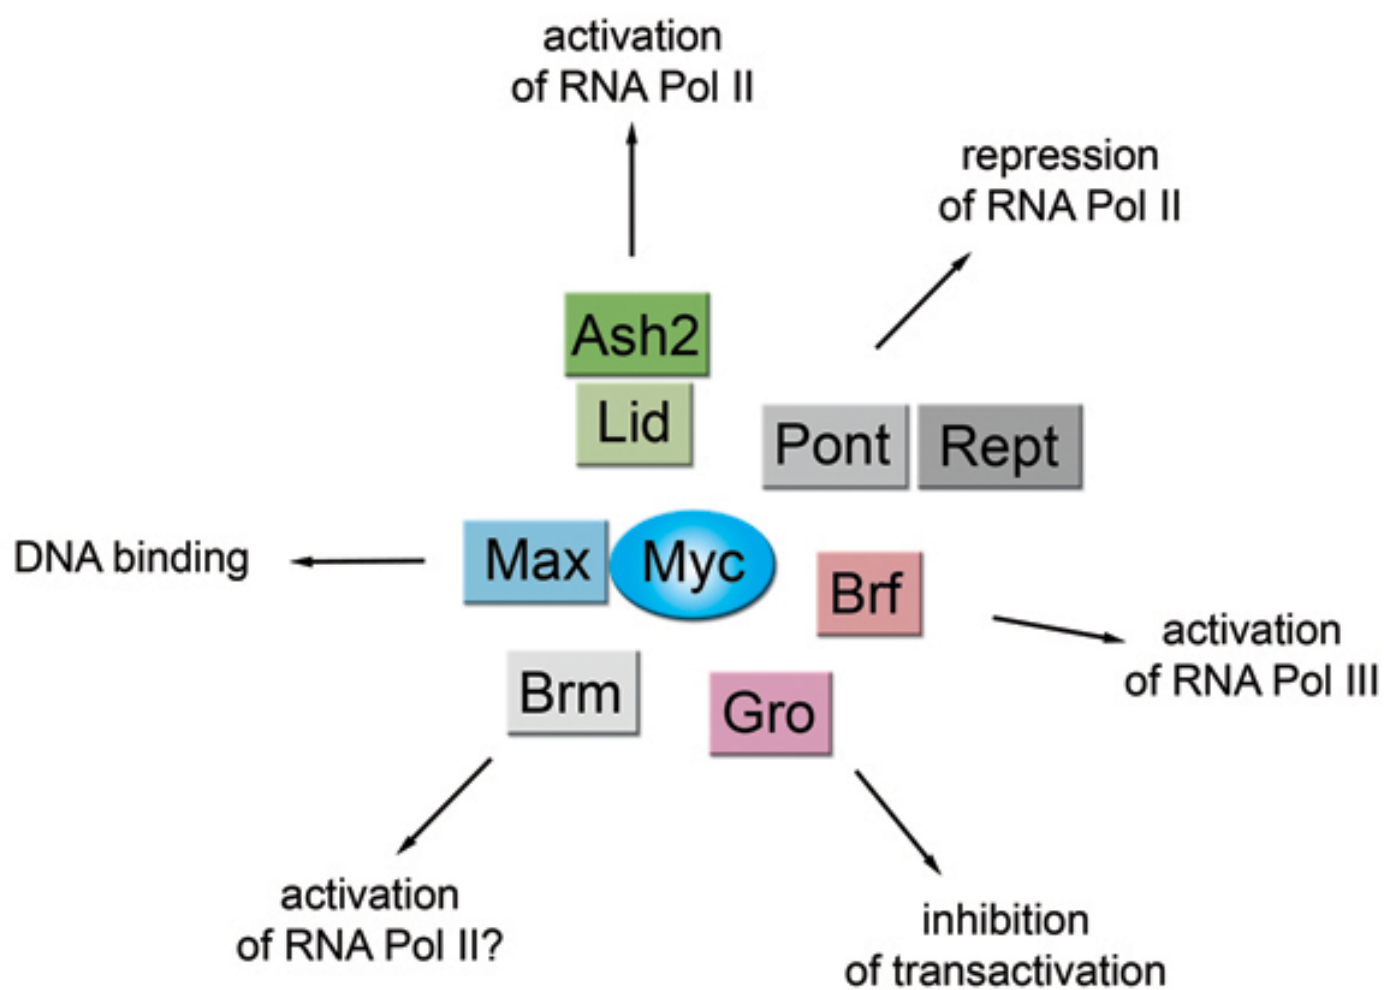 activation
of RNA Pol II
repression
of RNA Pol II
Ash2
Lid
Pont
Rept
DNA binding
Max
Myc
Brf
activation
of RNA Pol III
Brm
Gro
activation
of RNA Pol II?
inhibition
of transactivation